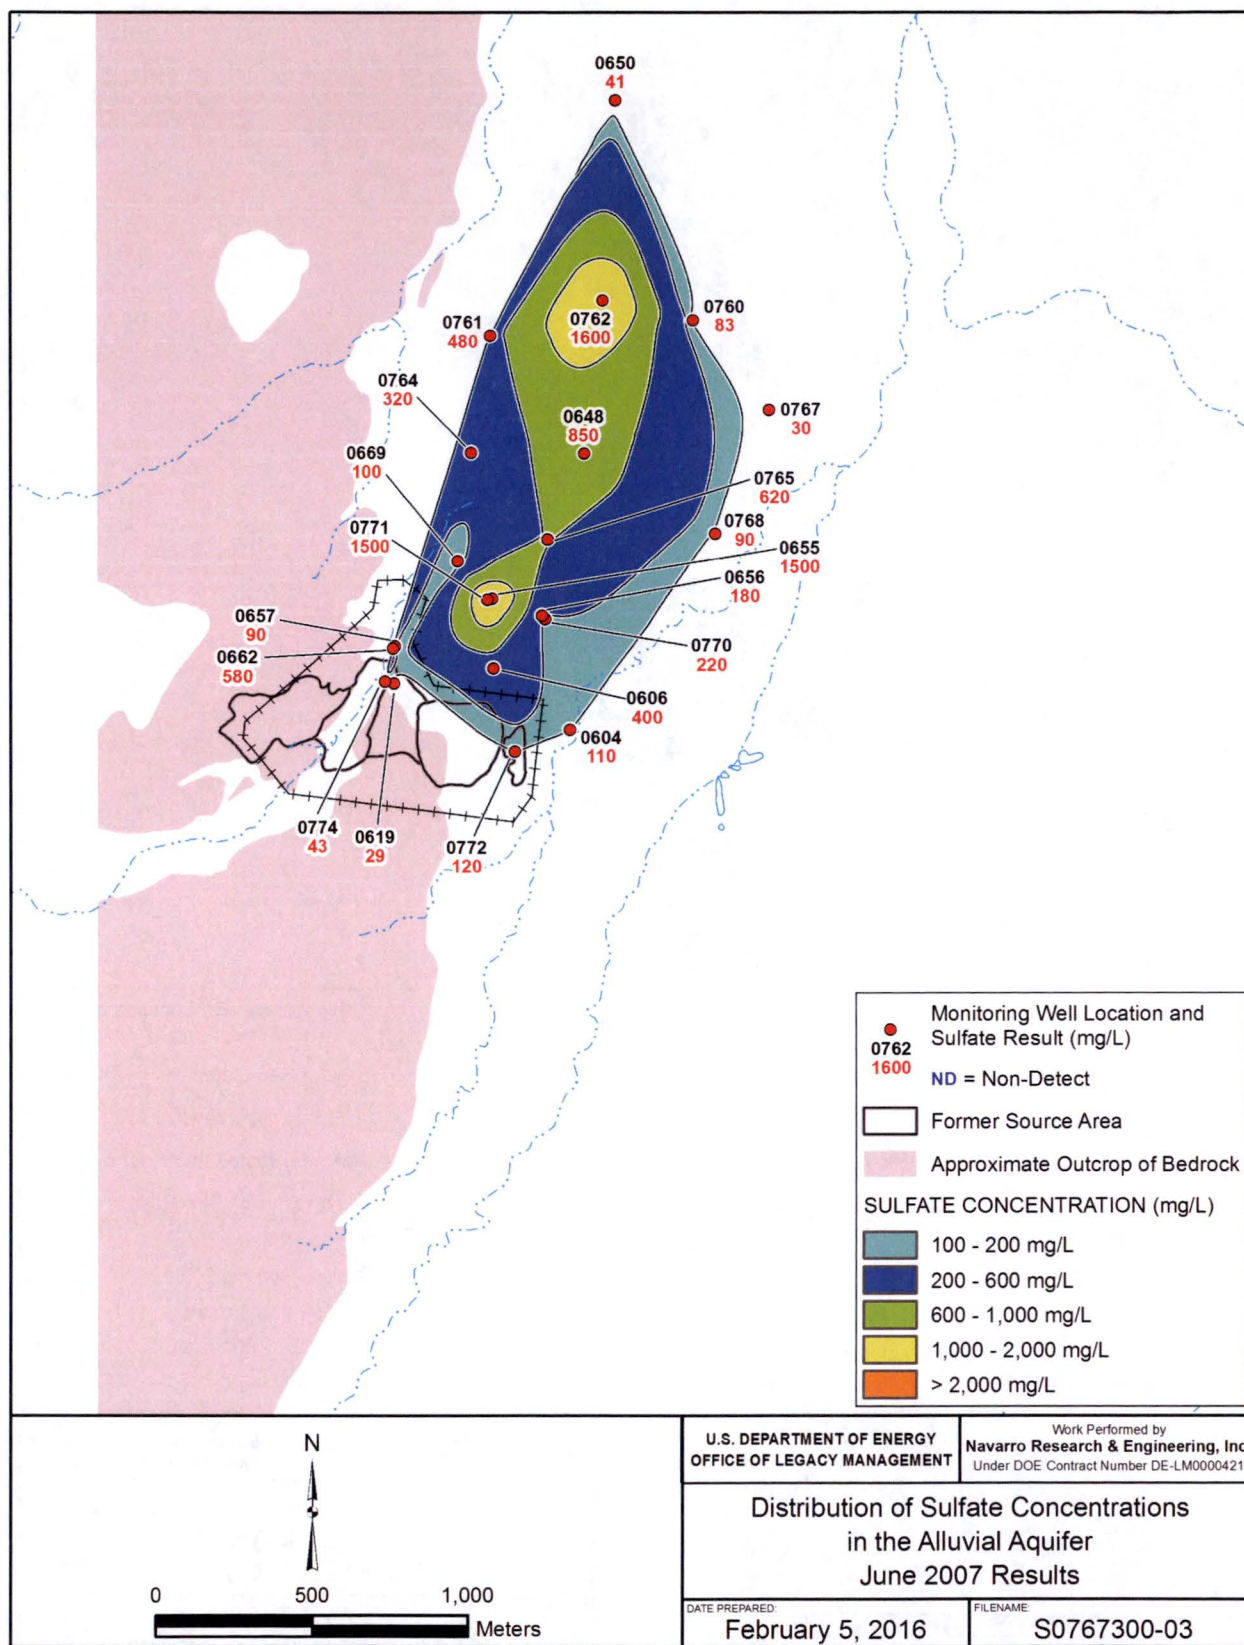 0650
41
0760
83
0762
1600
0761
480
0764
320
0767
30
0648
850
0669
100
0765
620
0768
90
0771
1500
0655
1500
0656
180
0657
90
0662
580
0770
220
0606
400
0604
110
0774
43
0619
29
0772
120
Monitoring Well Location and
Sulfate Result (mg/L)
0762
1600
ND = Non-Detect
Former Source Area
Approximate Outcrop of Bedrock
SULFATE CONCENTRATION (mg/L)
100 - 200 mg/L
200 - 600 mg/L
600 - 1,000 mg/L
1,000 - 2,000 mg/L
> 2,000 mg/L
N
0 500 1,000
Meters
U.S. DEPARTMENT OF ENERGY
OFFICE OF LEGACY MANAGEMENT
Work Performed by
Navarro Research & Engineering, Inc
Under DOE Contract Number DE-LM0000421
Distribution of Sulfate Concentrations
in the Alluvial Aquifer
June 2007 Results
DATE PREPARED:
February 5, 2016
FILENAME:
S0767300-03